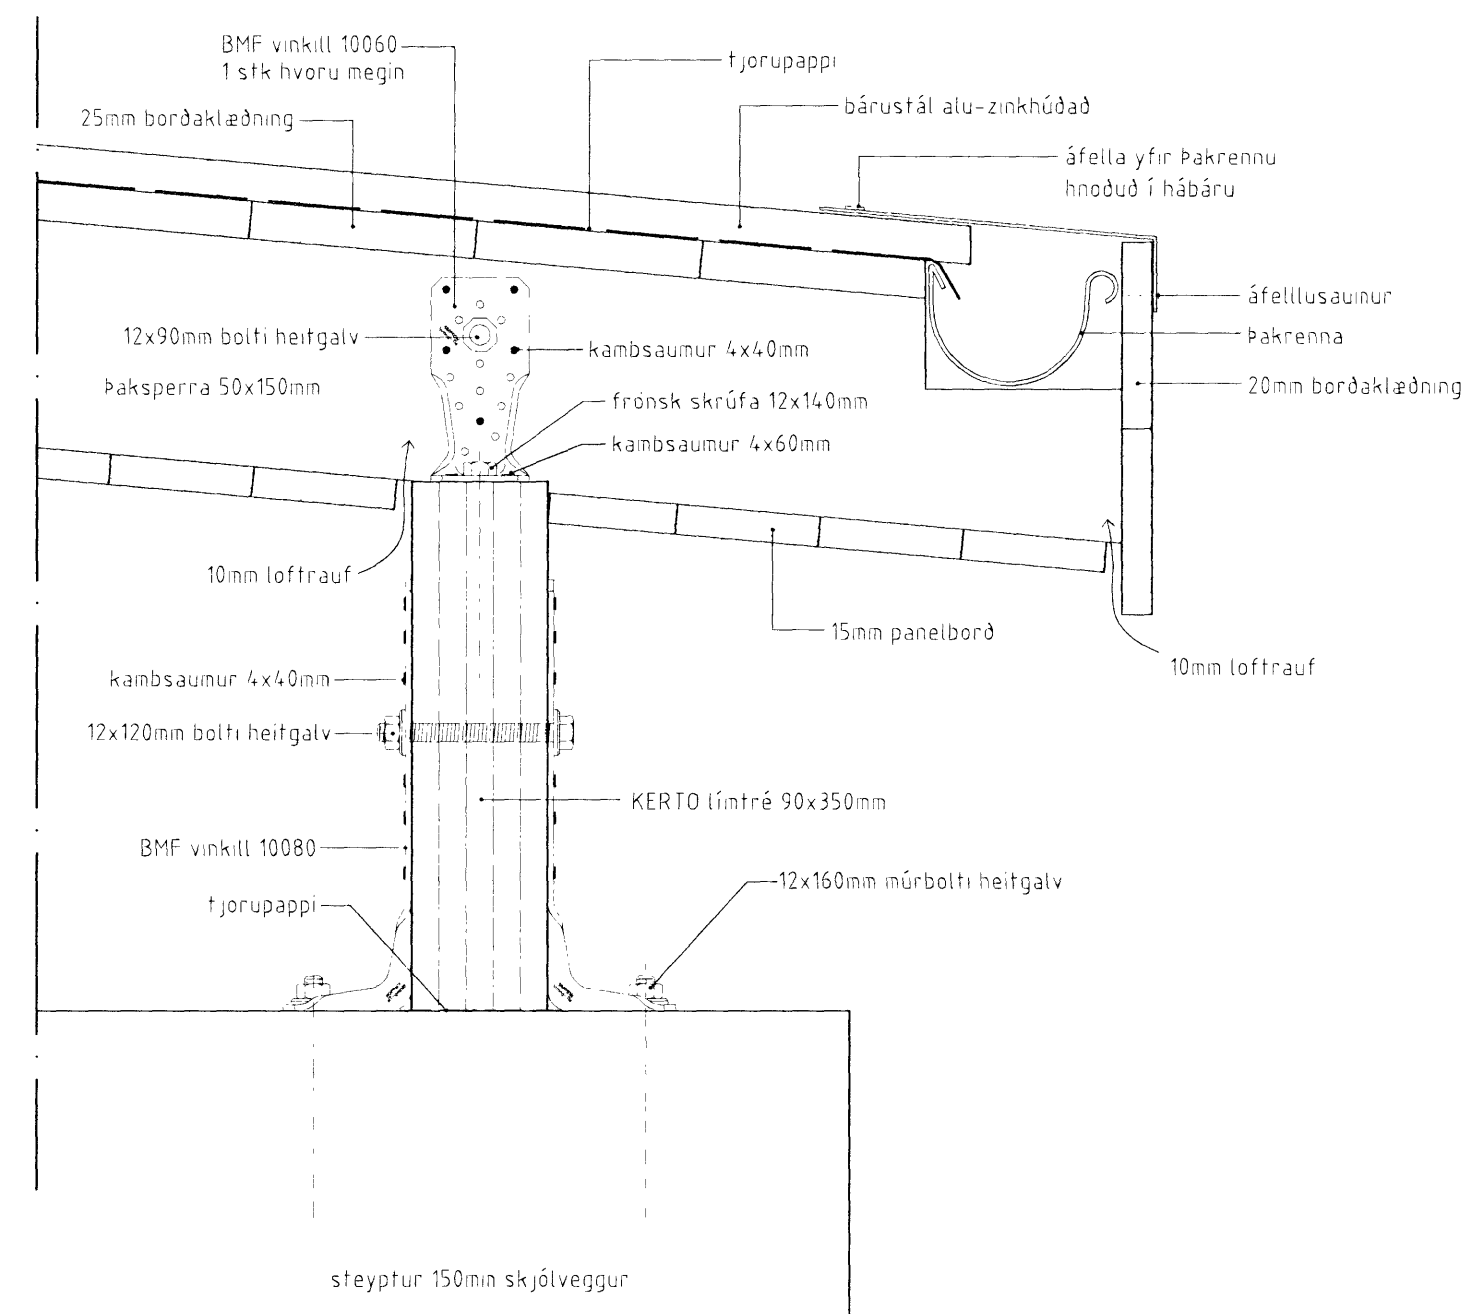 BMF vinkill 10060
1 stk hvoru megin
tjorupappi
25mm borðaklæðning
bárustál alu-zinkhúðað
áfella yfir þakrennu
hnoðuð í hábáru
áfelllusaumur
12x90mm bolti heitgalv
kambsaumur 4x40mm
þakrenna
þaksperra 50x150mm
20mm borðaklæðning
frönsk skrúfa 12x140mm
kambsaumur 4x60mm
10mm loftrauf
15mm panelborð
10mm loftrauf
kambsaumur 4x40mm
12x120mm bolti heitgalv
KERTO límtré 90x350mm
BMF vinkill 10080
12x160mm múrbolti heitgalv
tjorupappi
steyptur 150mm skjólveggur